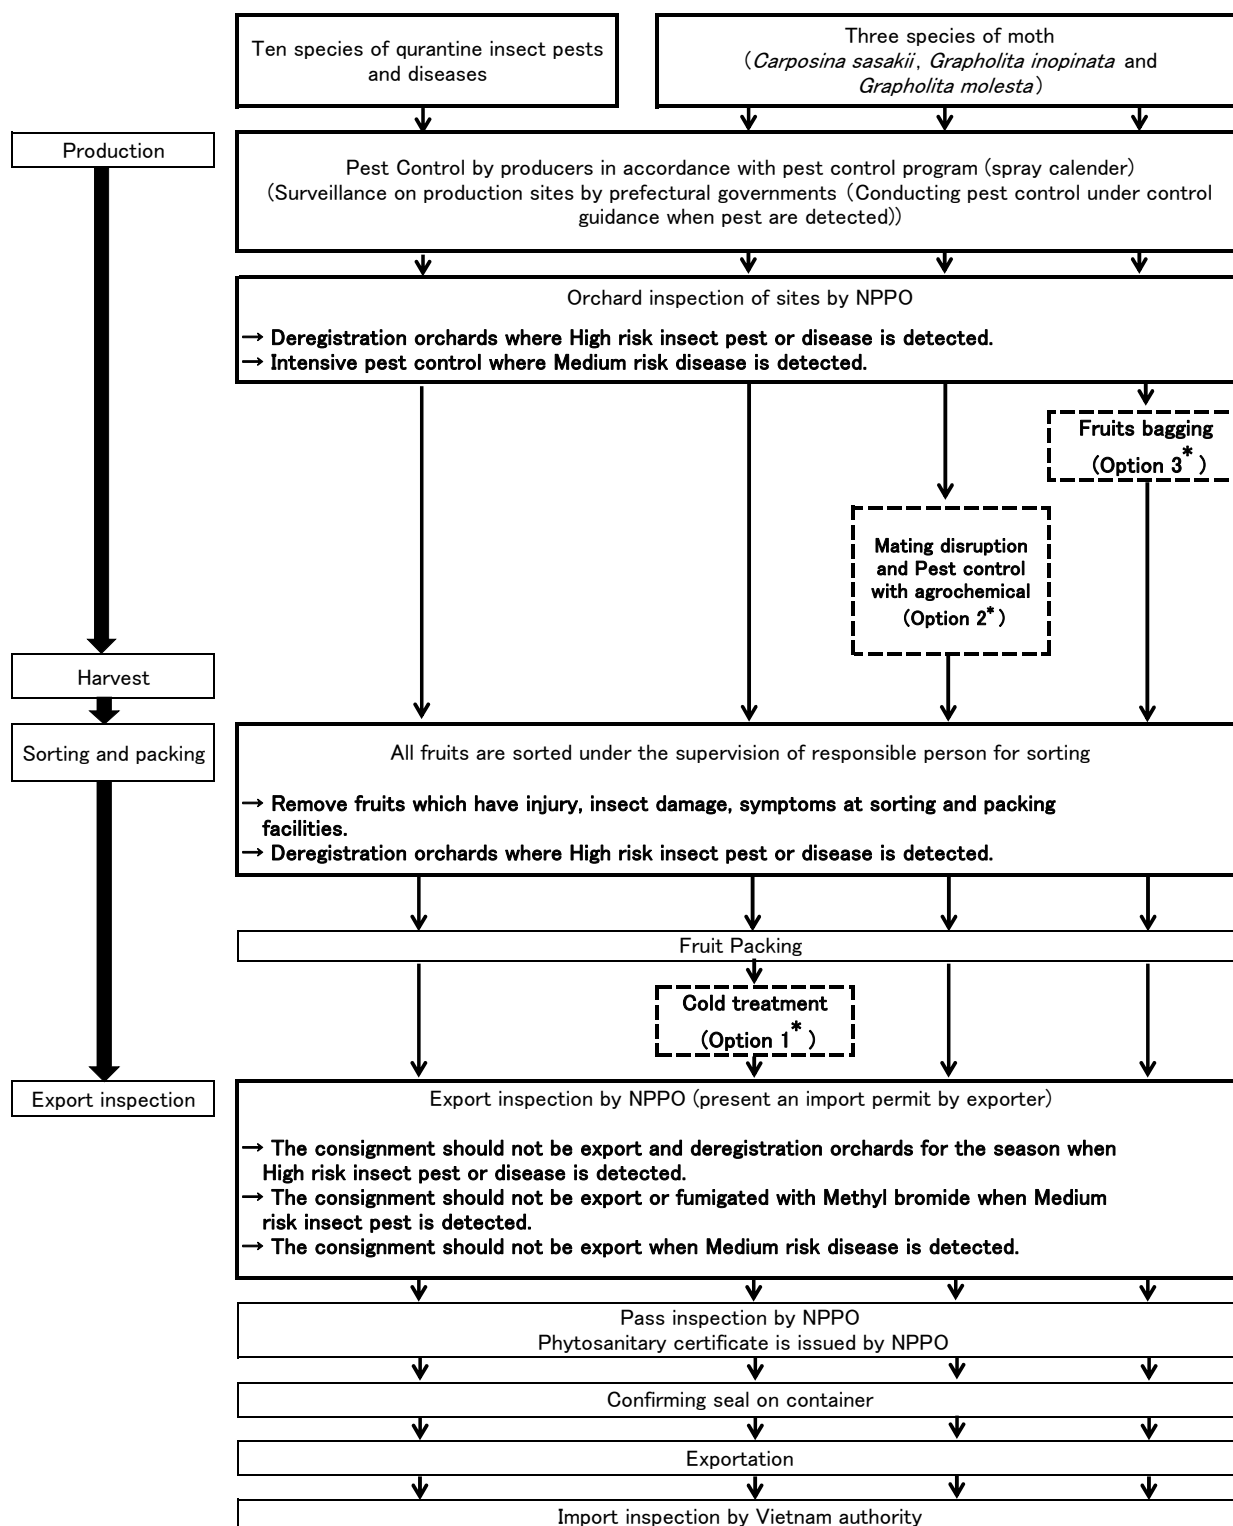 Ten species of qurantine insect pests
and diseases
Three species of moth
（Carposina sasakii, Grapholita inopinata and
Grapholita molesta）
Production
Pest Control by producers in accordance with pest control program (spray calender)
(Surveillance on production sites by prefectural governments (Conducting pest control under control
guidance when pest are detected))
Orchard inspection of sites by NPPO
→ Deregistration orchards where High risk insect pest or disease is detected.
→ Intensive pest control where Medium risk disease is detected.
Fruits bagging
(Option 3*)
Mating disruption
and Pest control
with agrochemical
(Option 2*)
Harvest
Sorting and packing
All fruits are sorted under the supervision of responsible person for sorting
→ Remove fruits which have injury, insect damage, symptoms at sorting and packing
facilities.
→ Deregistration orchards where High risk insect pest or disease is detected.
Fruit Packing
Cold treatment
(Option 1*)
Export inspection
Export inspection by NPPO (present an import permit by exporter)
→ The consignment should not be export and deregistration orchards for the season when
High risk insect pest or disease is detected.
→ The consignment should not be export or fumigated with Methyl bromide when Medium
risk insect pest is detected.
→ The consignment should not be export when Medium risk disease is detected.
Pass inspection by NPPO
Phytosanitary certificate is issued by NPPO
Confirming seal on container
Exportation
Import inspection by Vietnam authority